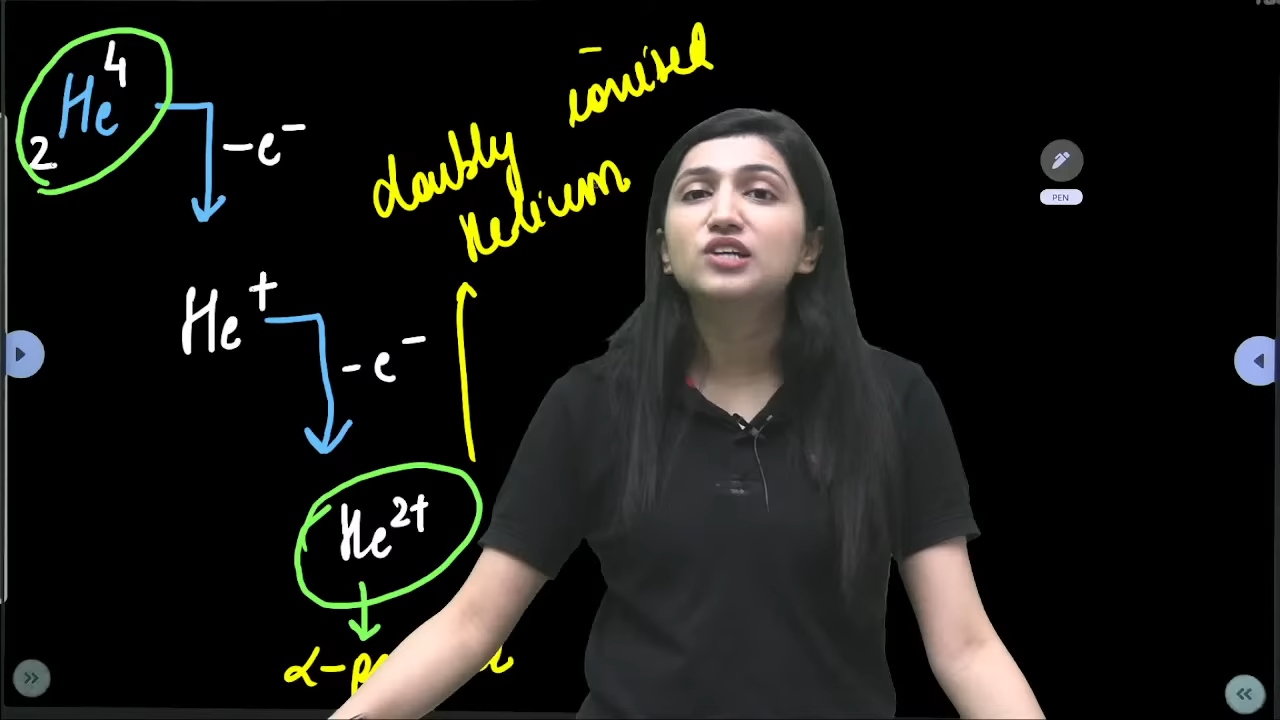 ₂He⁴
-e⁻
doubly ionised
Helium
He⁺
-e⁻
He²⁺
α-
PEN